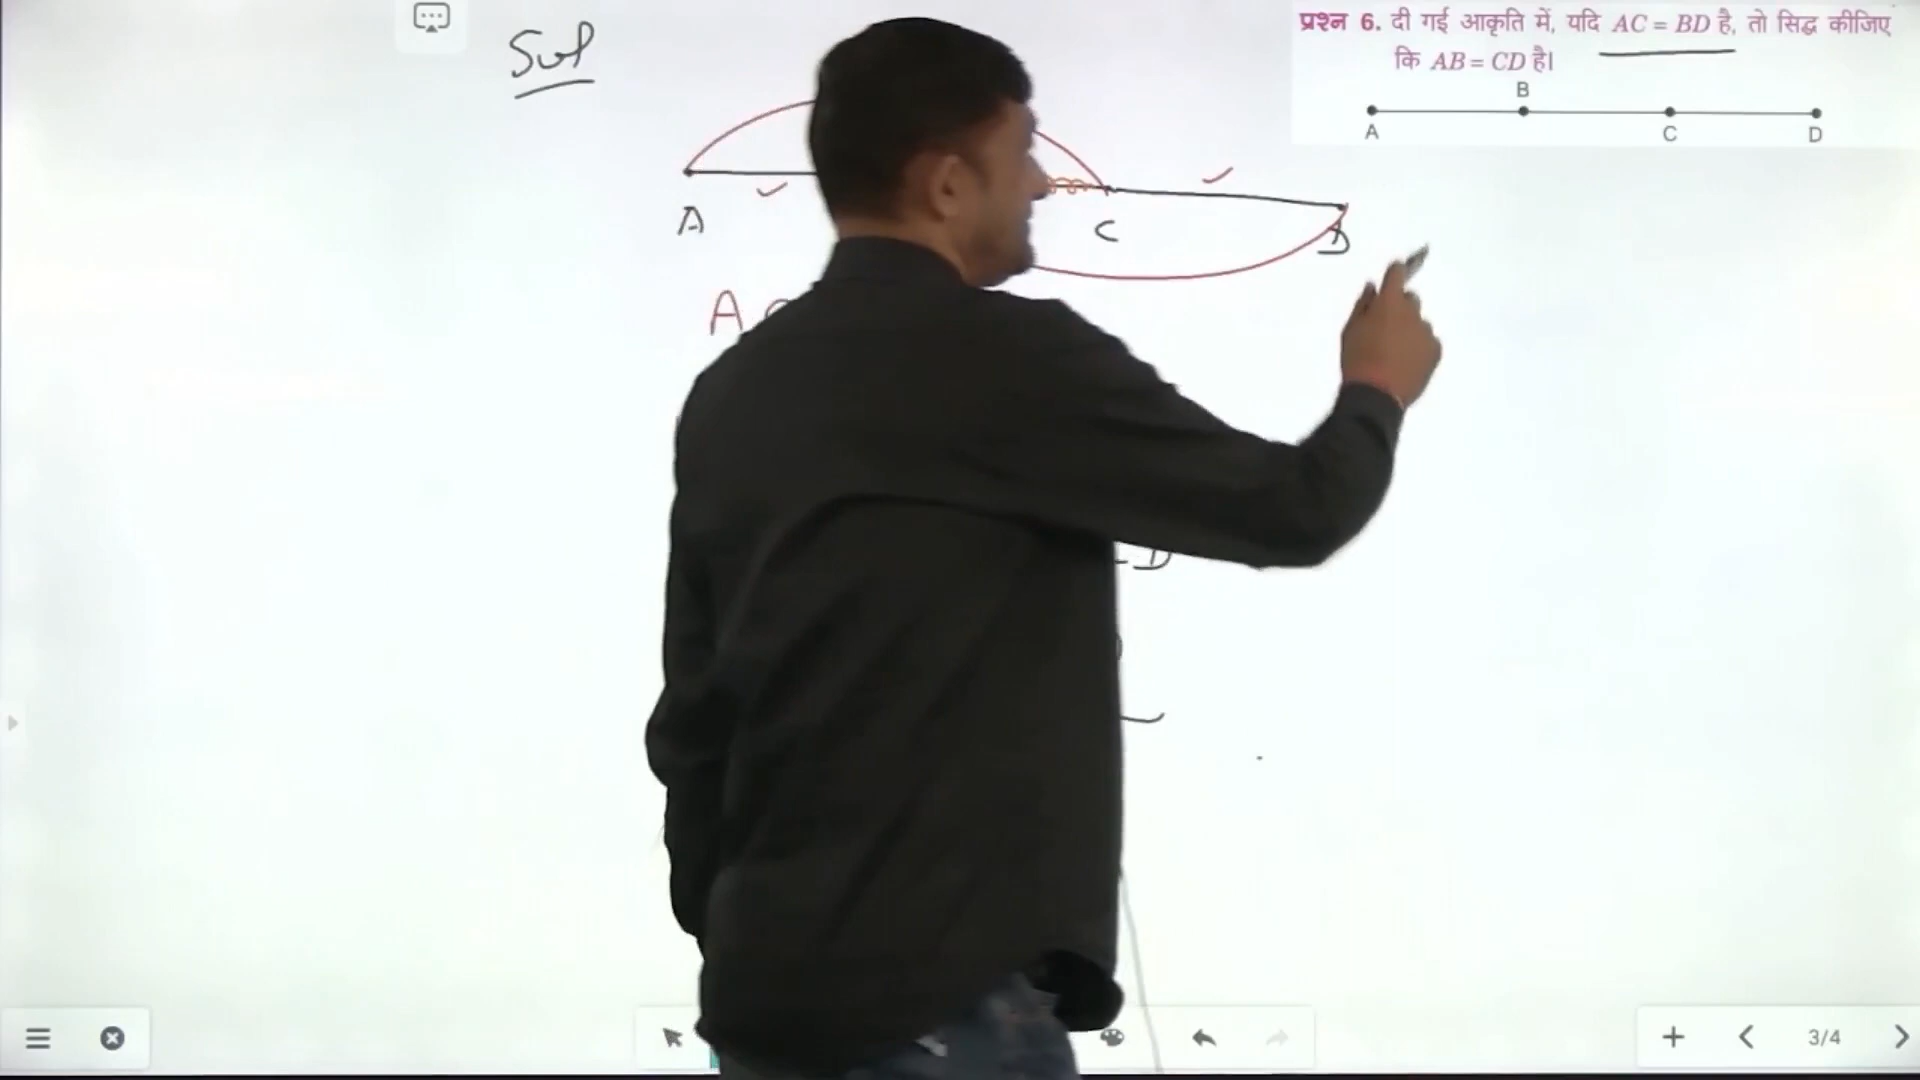 Sol
प्रश्न 6. दी गई आकृति में, यदि AC = BD है, तो सिद्ध कीजिए
कि AB = CD है।
B
A C D
A C D
A
D
3/4